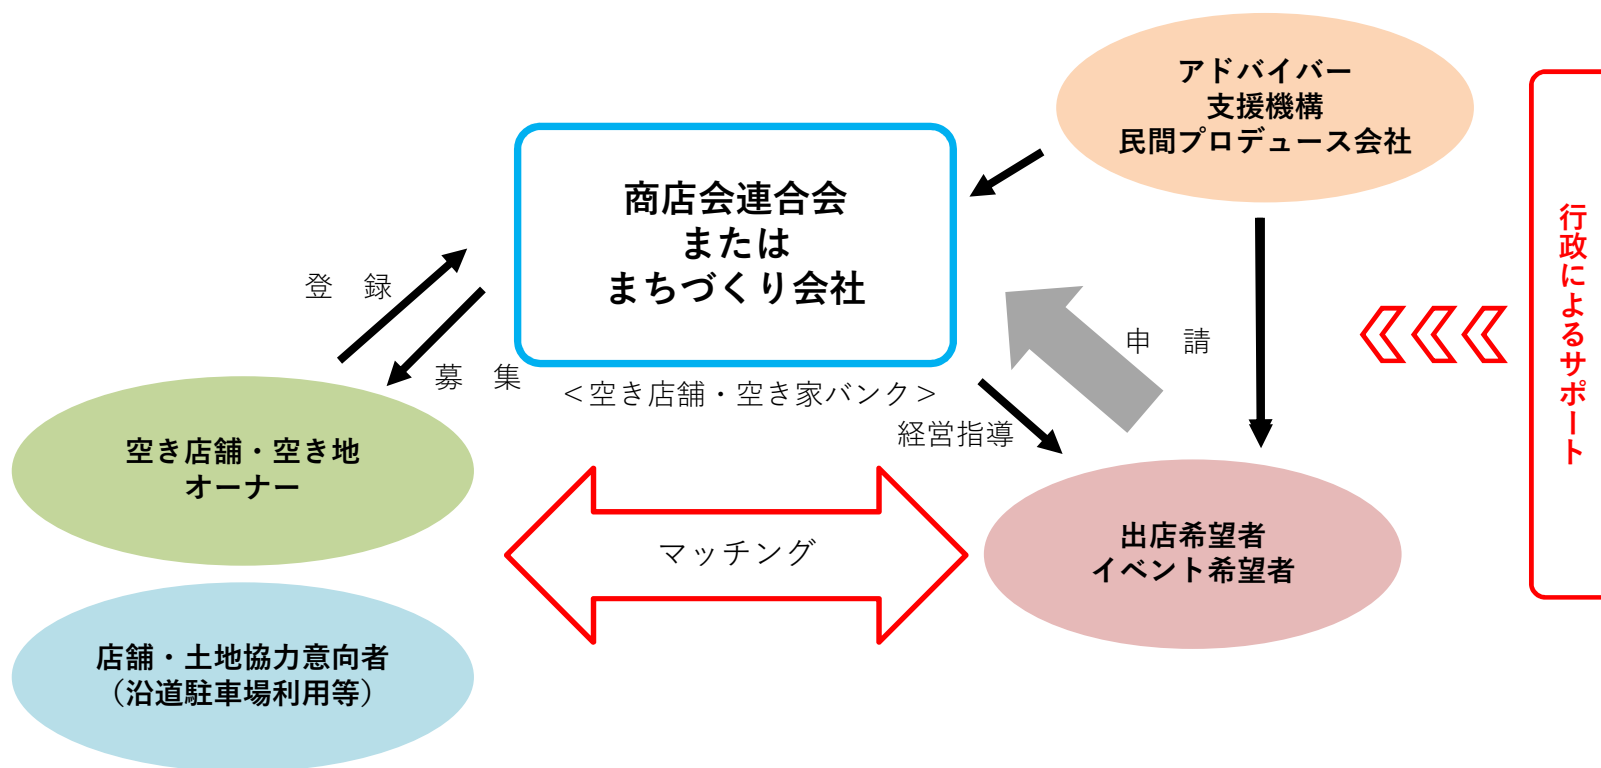 アドバイバー
支援機構
民間プロデュース会社
商店会連合会
または
まちづくり会社
行政によるサポート
登　録
申　請
募　集
＜空き店舗・空き家バンク＞
経営指導
空き店舗・空き地
オーナー
マッチング
出店希望者
イベント希望者
店舗・土地協力意向者
（沿道駐車場利用等）